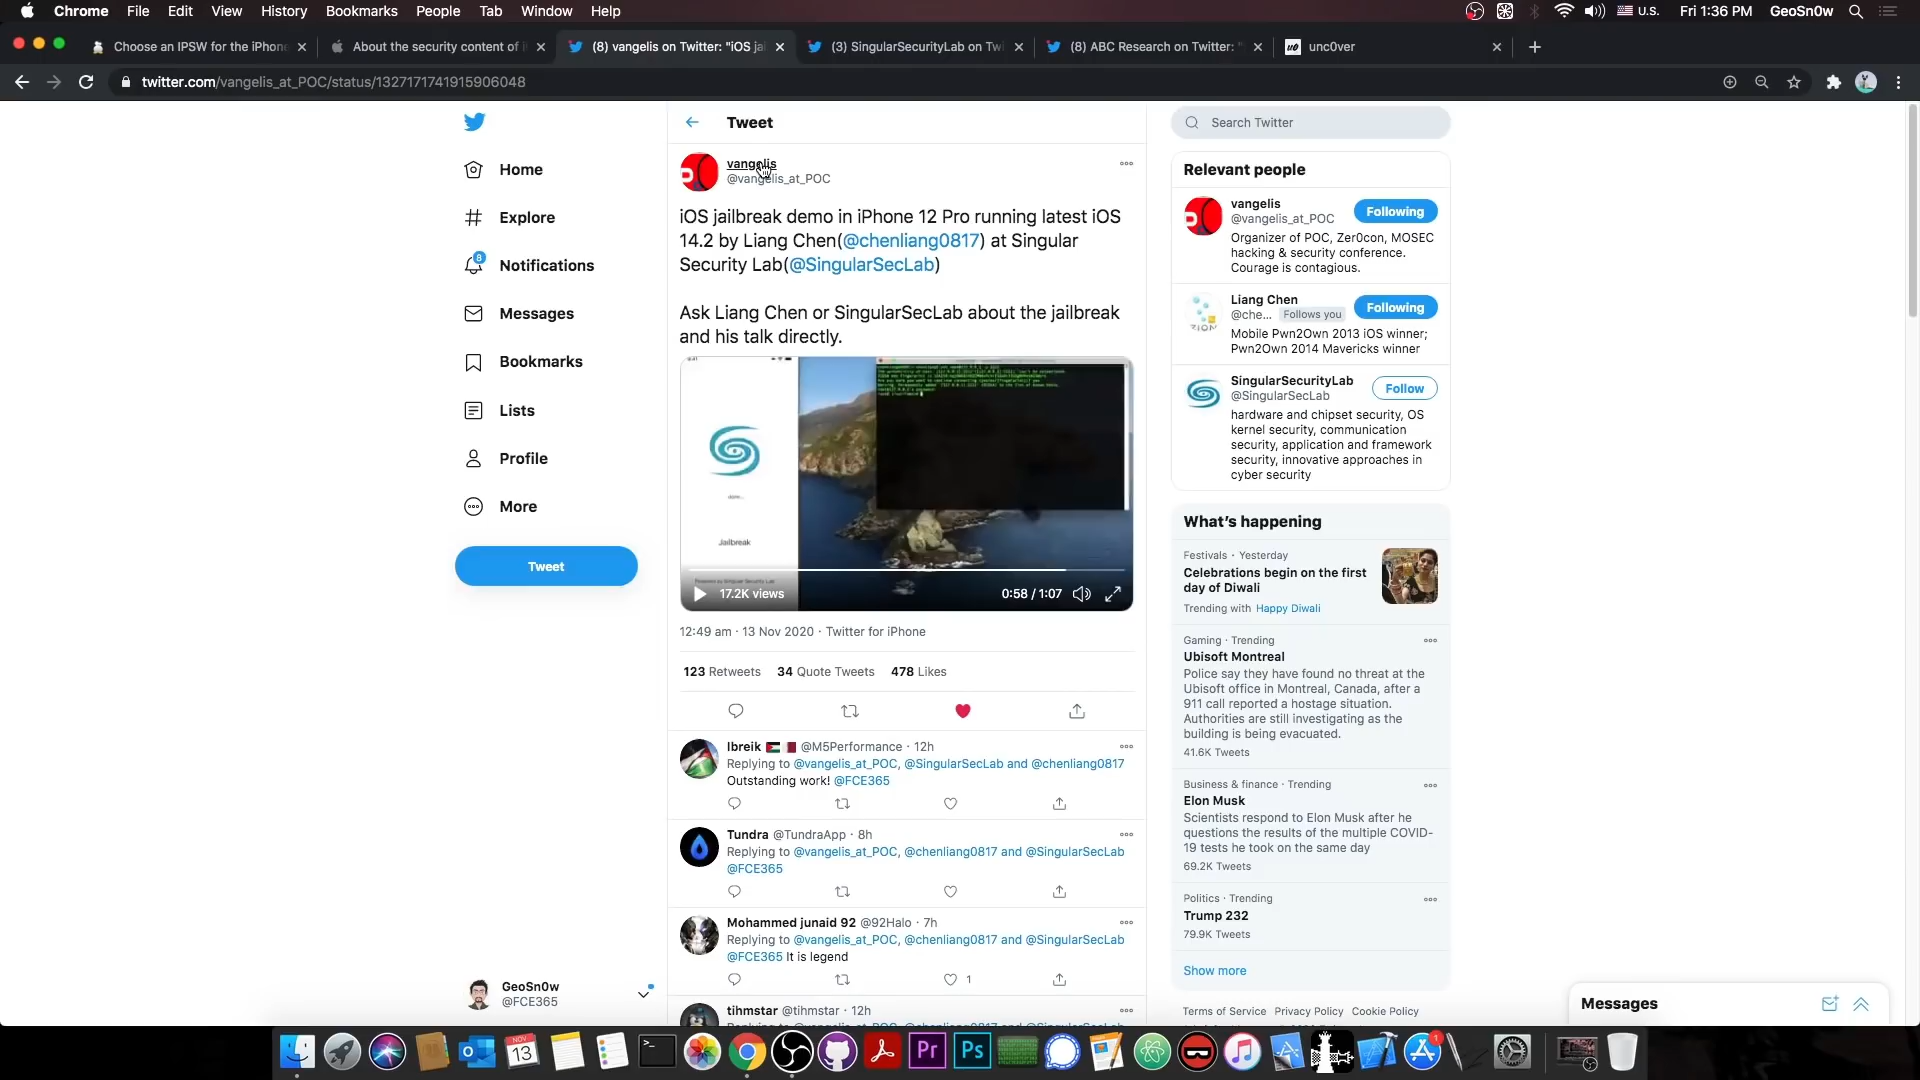 Chrome File Edit View History Bookmarks People Tab Window Help
U.S. Fri 1:36 PM GeoSn0w
Choose an IPSW for the iPhone
About the security content of i
(8) vangelis on Twitter: "iOS ja
(3) SingularSecurityLab on Twi
(8) ABC Research on Twitter: "
unc0ver
twitter.com/vangelis_at_POC/status/1327171741915906048
Home
Explore
8
Notifications
Messages
Bookmarks
Lists
Profile
More
Tweet
GeoSn0w
@FCE365
Tweet
vangelis
@vangelis_at_POC
iOS jailbreak demo in iPhone 12 Pro running latest iOS
14.2 by Liang Chen(@chenliang0817) at Singular
Security Lab(@SingularSecLab)
Ask Liang Chen or SingularSecLab about the jailbreak
and his talk directly.
done...
Jailbreak
Powered by Singular Security Lab
17.2K views
0:58 / 1:07
12:49 am · 13 Nov 2020 · Twitter for iPhone
123 Retweets 34 Quote Tweets 478 Likes
Ibreik @M5Performance · 12h
Replying to @vangelis_at_POC, @SingularSecLab and @chenliang0817
Outstanding work! @FCE365
Tundra @TundraApp · 8h
Replying to @vangelis_at_POC, @chenliang0817 and @SingularSecLab
@FCE365
Mohammed junaid 92 @92Halo · 7h
Replying to @vangelis_at_POC, @chenliang0817 and @SingularSecLab
@FCE365 It is legend
1
tihmstar @tihmstar · 12h
Search Twitter
Relevant people
vangelis
@vangelis_at_POC
Following
Organizer of POC, Zer0con, MOSEC
hacking & security conference.
Courage is contagious.
Liang Chen
@che... Follows you
Following
Mobile Pwn2Own 2013 iOS winner;
Pwn2Own 2014 Mavericks winner
SingularSecurityLab
@SingularSecLab
Follow
hardware and chipset security, OS
kernel security, communication
security, application and framework
security, innovative approaches in
cyber security
What's happening
Festivals · Yesterday
Celebrations begin on the first
day of Diwali
Trending with Happy Diwali
Gaming · Trending
Ubisoft Montreal
Police say they have found no threat at the
Ubisoft office in Montreal, Canada, after a
911 call reported a hostage situation.
Authorities are still investigating as the
building is being evacuated.
41.6K Tweets
Business & finance · Trending
Elon Musk
Scientists respond to Elon Musk after he
questions the results of the multiple COVID-
19 tests he took on the same day
69.2K Tweets
Politics · Trending
Trump 232
79.9K Tweets
Show more
Terms of Service Privacy Policy Cookie Policy
Messages
NOV
13
Pr
Ps
1